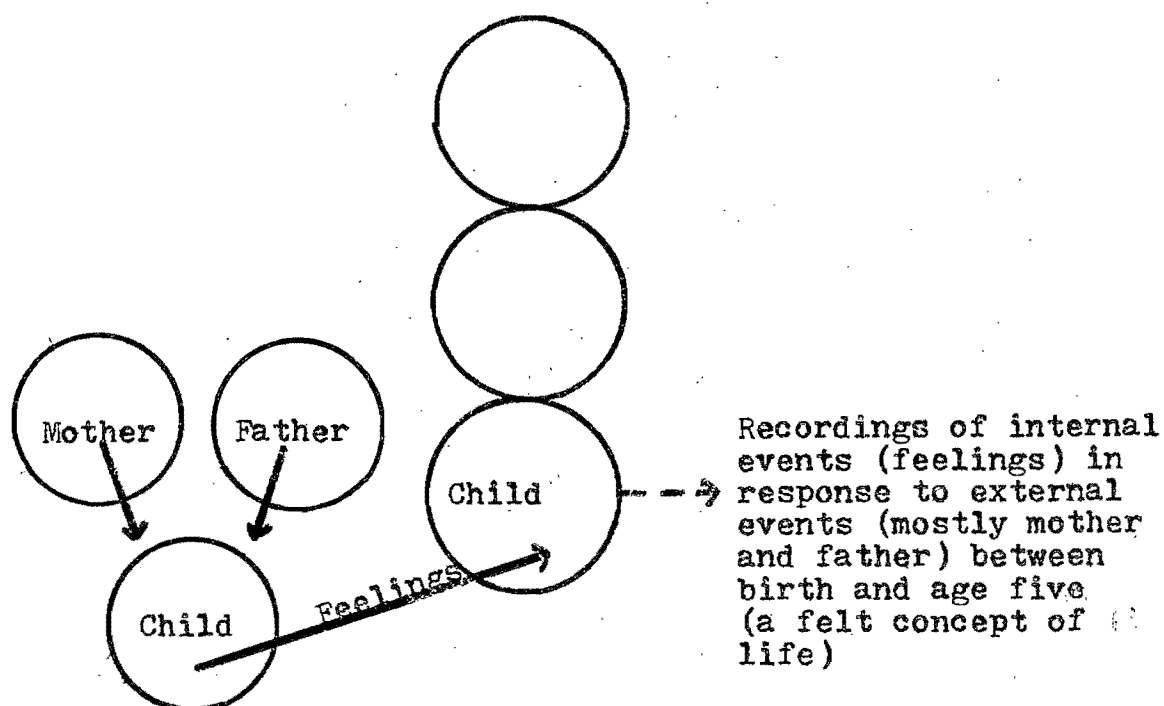 Mother
Father
Child
Feelings
Child
Recordings of internal
events (feelings) in
response to external
events (mostly mother
and father) between
birth and age five
(a felt concept of
life)